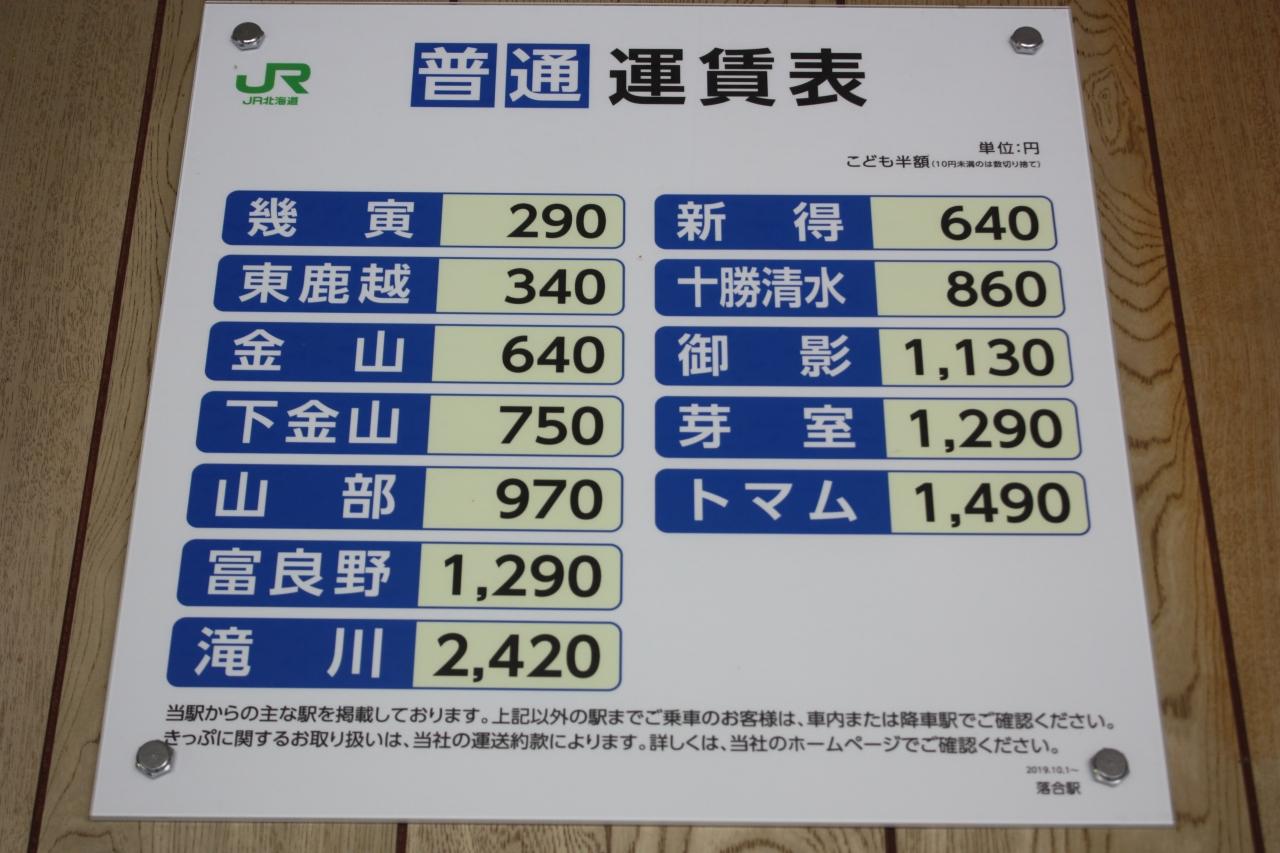 JR
JR北海道
普通運賃表
単位:円
こども半額(10円未満のは数切り捨て)
幾寅 290
東鹿越 340
金山 640
下金山 750
山部 970
富良野 1,290
滝川 2,420
新得 640
十勝清水 860
御影 1,130
芽室 1,290
トマム 1,490
当駅からの主な駅を掲載しております。上記以外の駅までご乗車のお客様は、車内または降車駅でご確認ください。
きっぷに関するお取り扱いは、当社の運送約款によります。詳しくは、当社のホームページでご確認ください。
2019.10.1～
落合駅